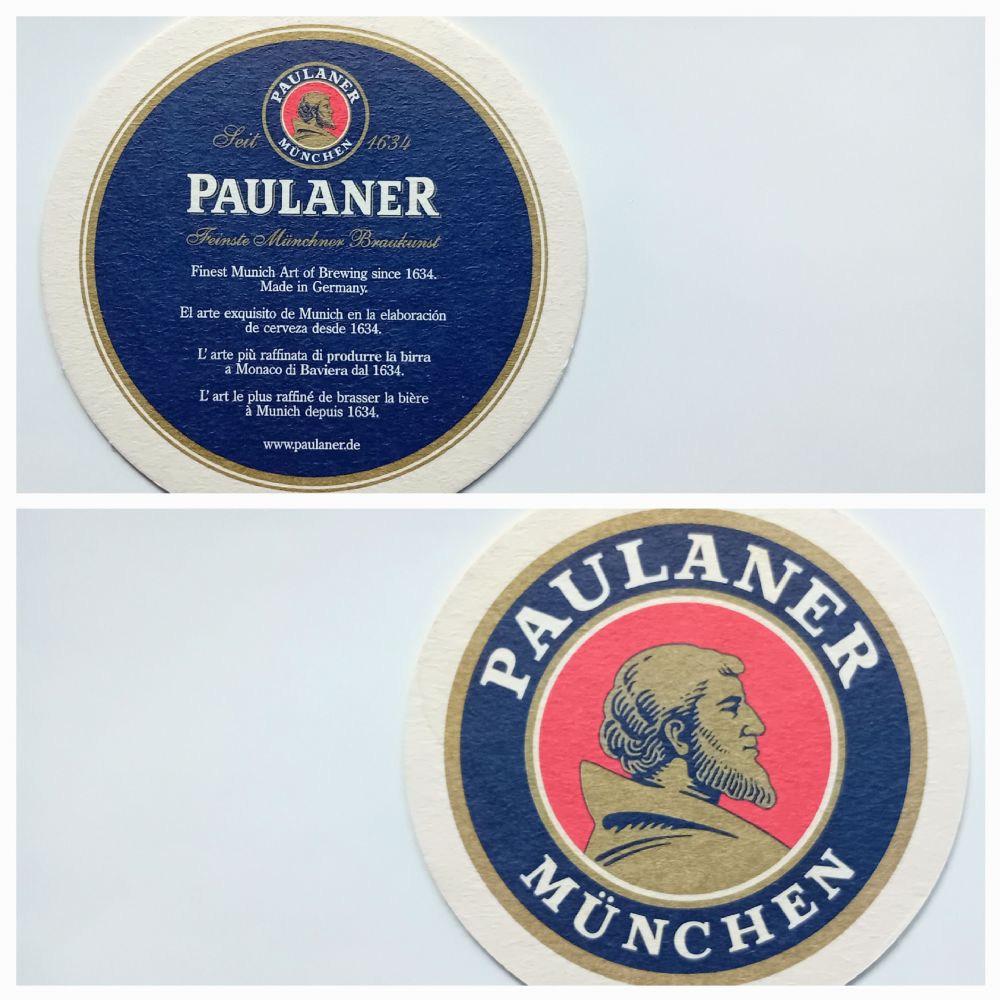 PAULANER
MÜNCHEN
Seit 1634
PAULANER
Feinste Münchner Braukunst
Finest Munich Art of Brewing since 1634.
Made in Germany.
El arte exquisito de Munich en la elaboración
de cerveza desde 1634.
L' arte più raffinata di produrre la birra
a Monaco di Baviera dal 1634.
L' art le plus raffiné de brasser la bière
à Munich depuis 1634.
www.paulaner.de
PAULANER
MÜNCHEN